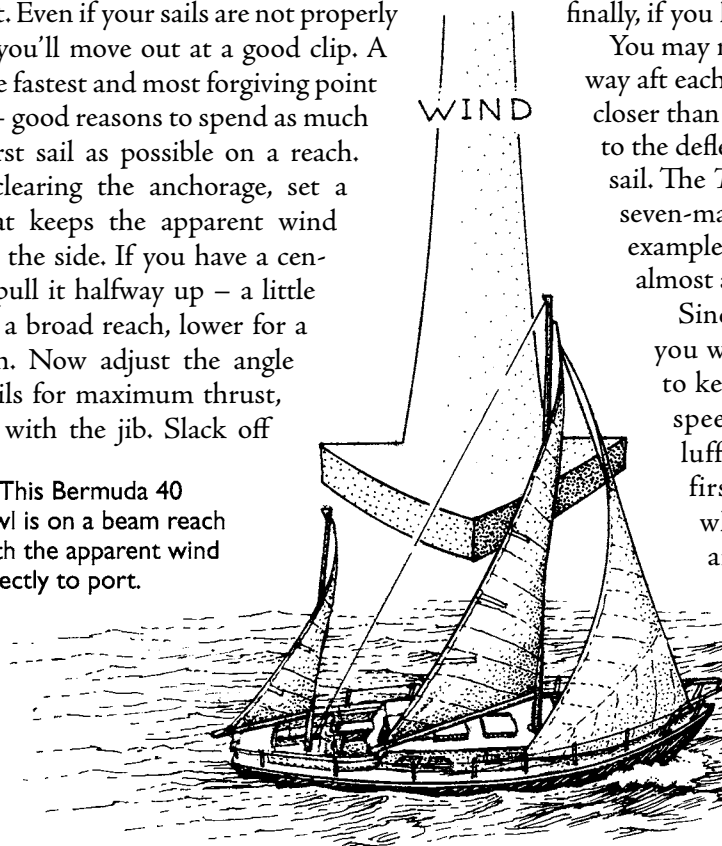 t. Even if your sails are not properly
you'll move out at a good clip. A
e fastest and most forgiving point
– good reasons to spend as much
rst sail as possible on a reach.
clearing the anchorage, set a
at keeps the apparent wind
the side. If you have a cen-
pull it halfway up – a little
a broad reach, lower for a
n. Now adjust the angle
ils for maximum thrust,
with the jib. Slack off
This Bermuda 40
wl is on a beam reach
th the apparent wind
ectly to port.
WIND
finally, if you
You may
way aft each
closer than
to the defle
sail. The
seven-ma
example
almost a
Sinc
you w
to ke
spee
luff
firs
w
a